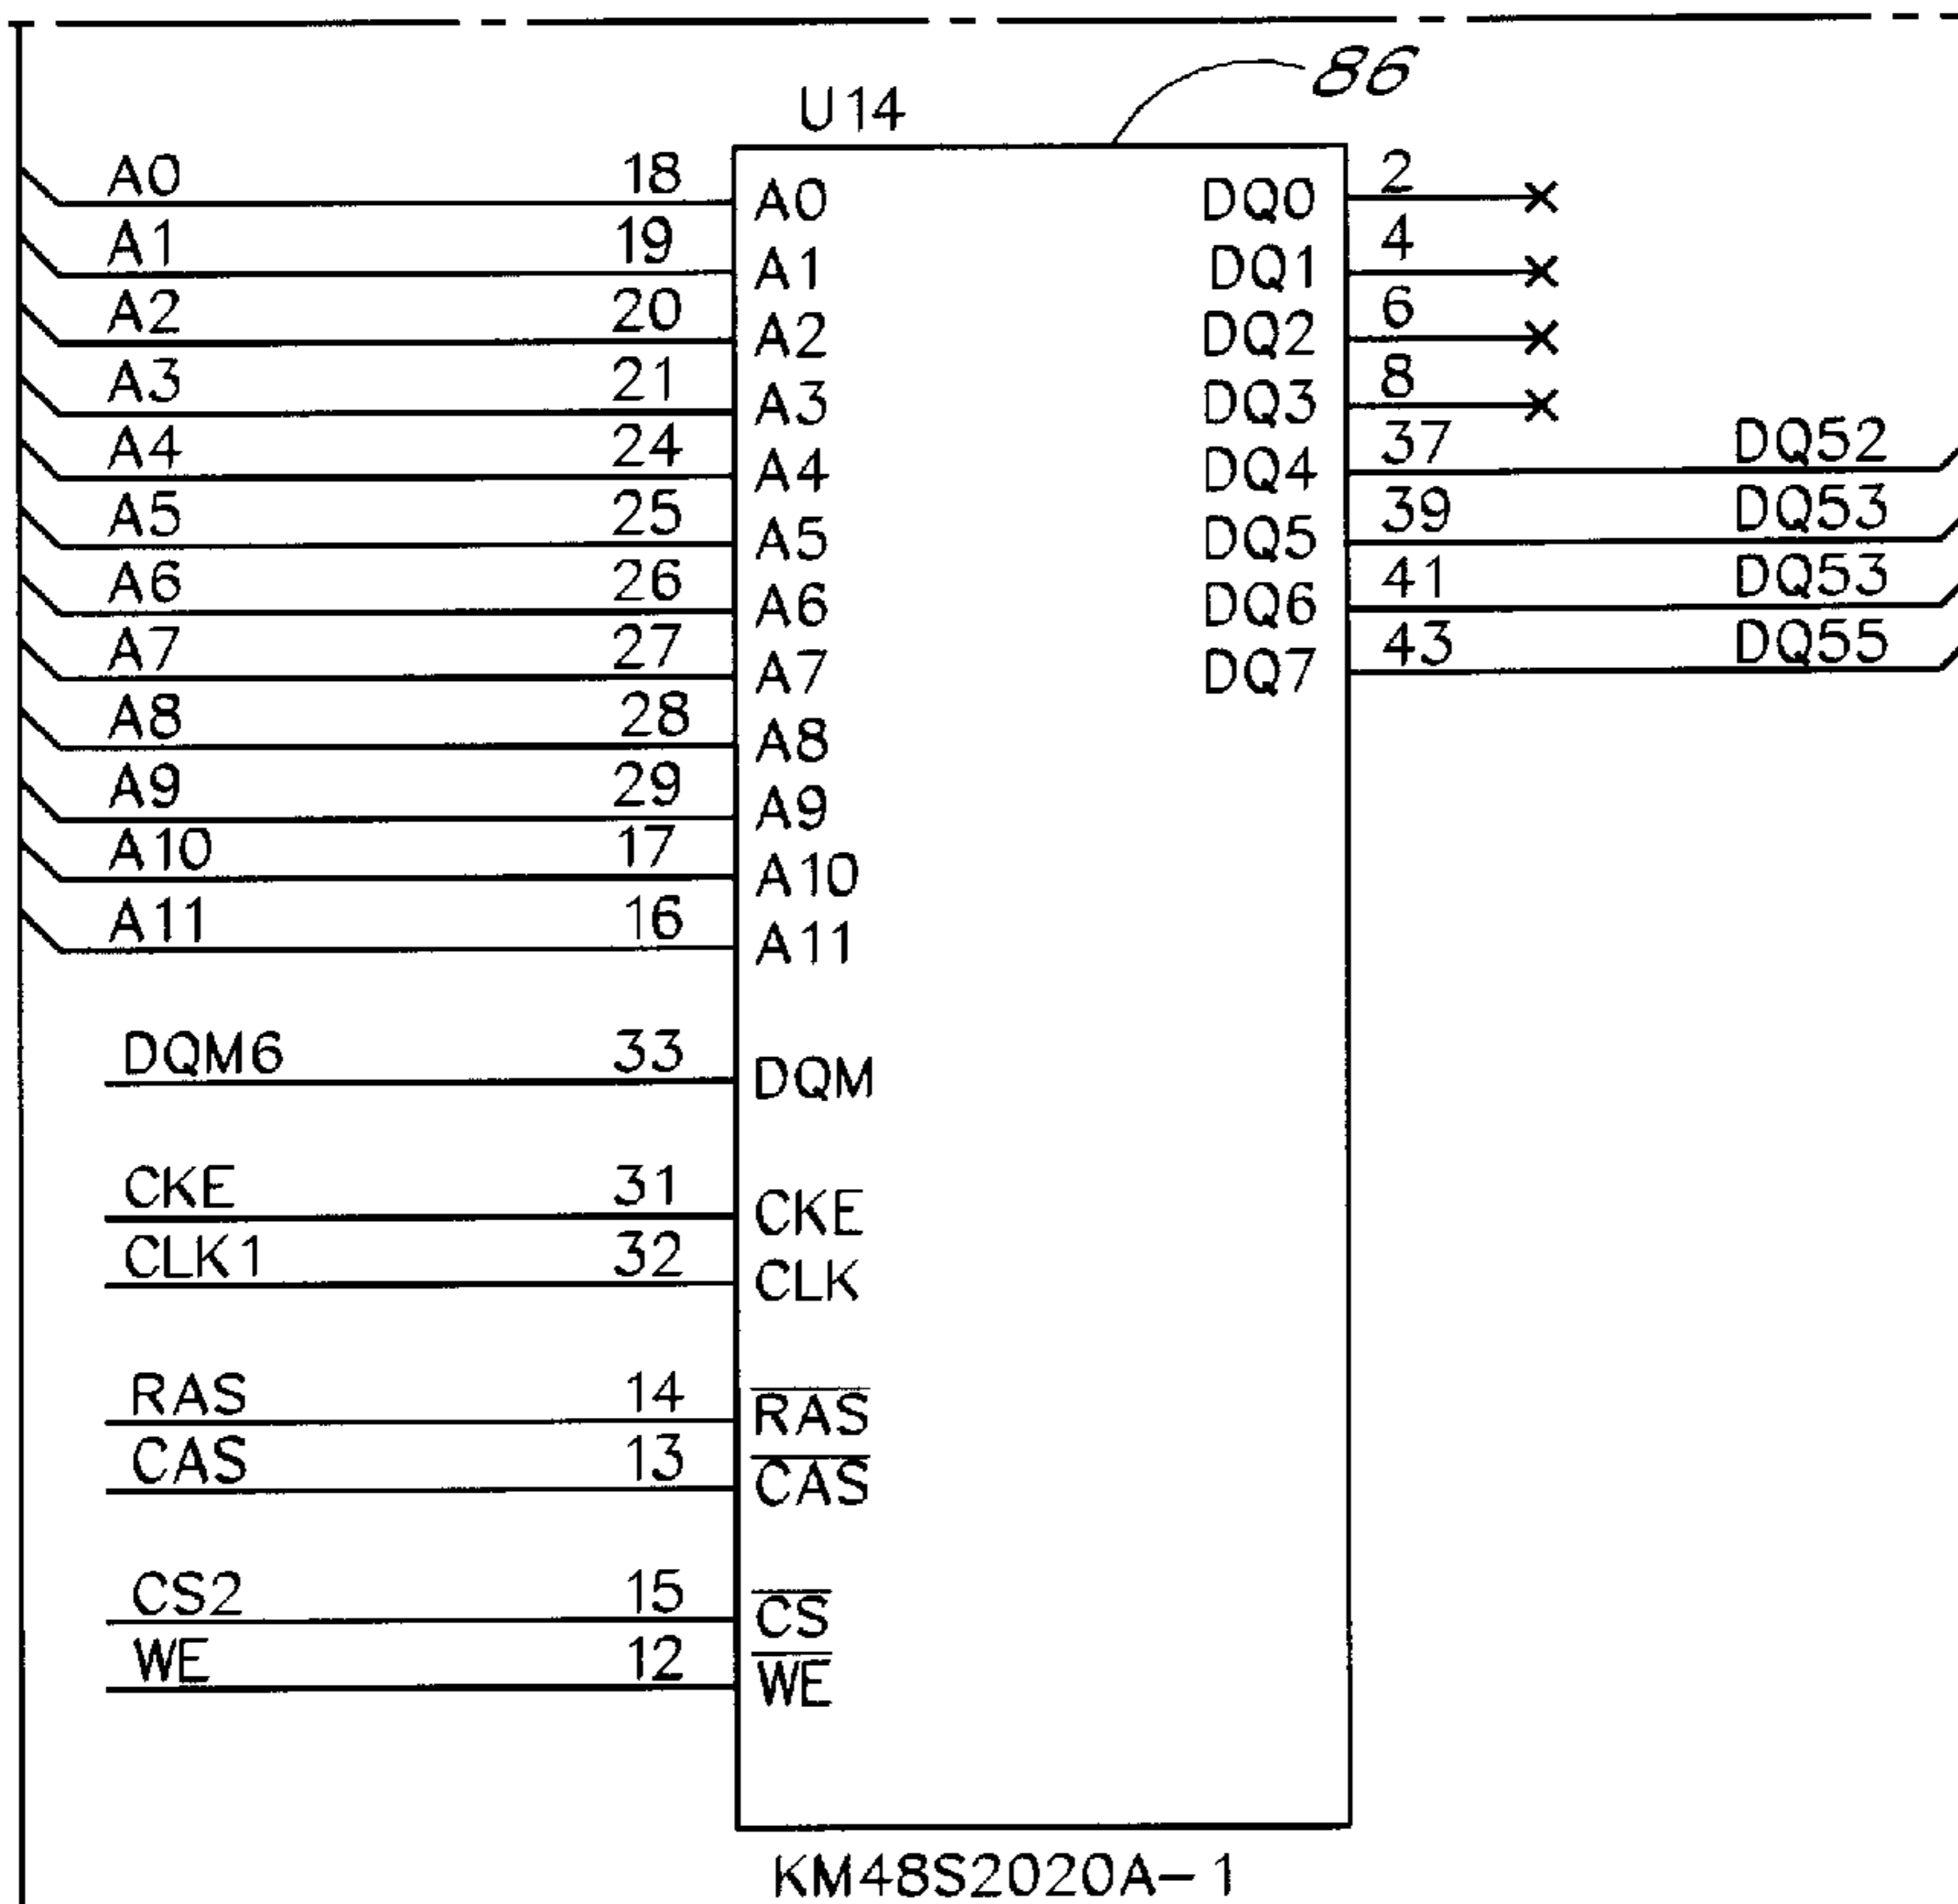 86
U14
A0 18 A0 DQ0 2
A1 19 A1 DQ1 4
A2 20 A2 DQ2 6
A3 21 A3 DQ3 8
A4 24 A4 DQ4 37 DQ52
A5 25 A5 DQ5 39 DQ53
A6 26 A6 DQ6 41 DQ53
A7 27 A7 DQ7 43 DQ55
A8 28 A8
A9 29 A9
A10 17 A10
A11 16 A11
DQM6 33 DQM
CKE 31 CKE
CLK1 32 CLK
RAS 14 R̅A̅S̅
CAS 13 C̅A̅S̅
CS2 15 C̅S̅
WE 12 W̅E̅
KM48S2020A-1